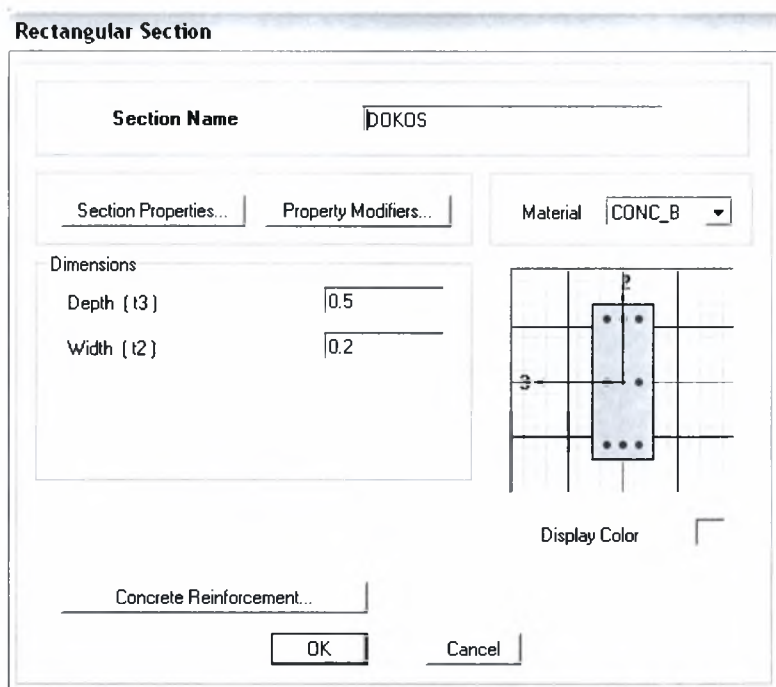 Rectangular Section
Section Name DOKOS
Section Properties... Property Modifiers... Material CONC_B
Dimensions
Depth ( t3 ) 0.5
Width ( t2 ) 0.2
2
3
Display Color
Concrete Reinforcement...
OK Cancel